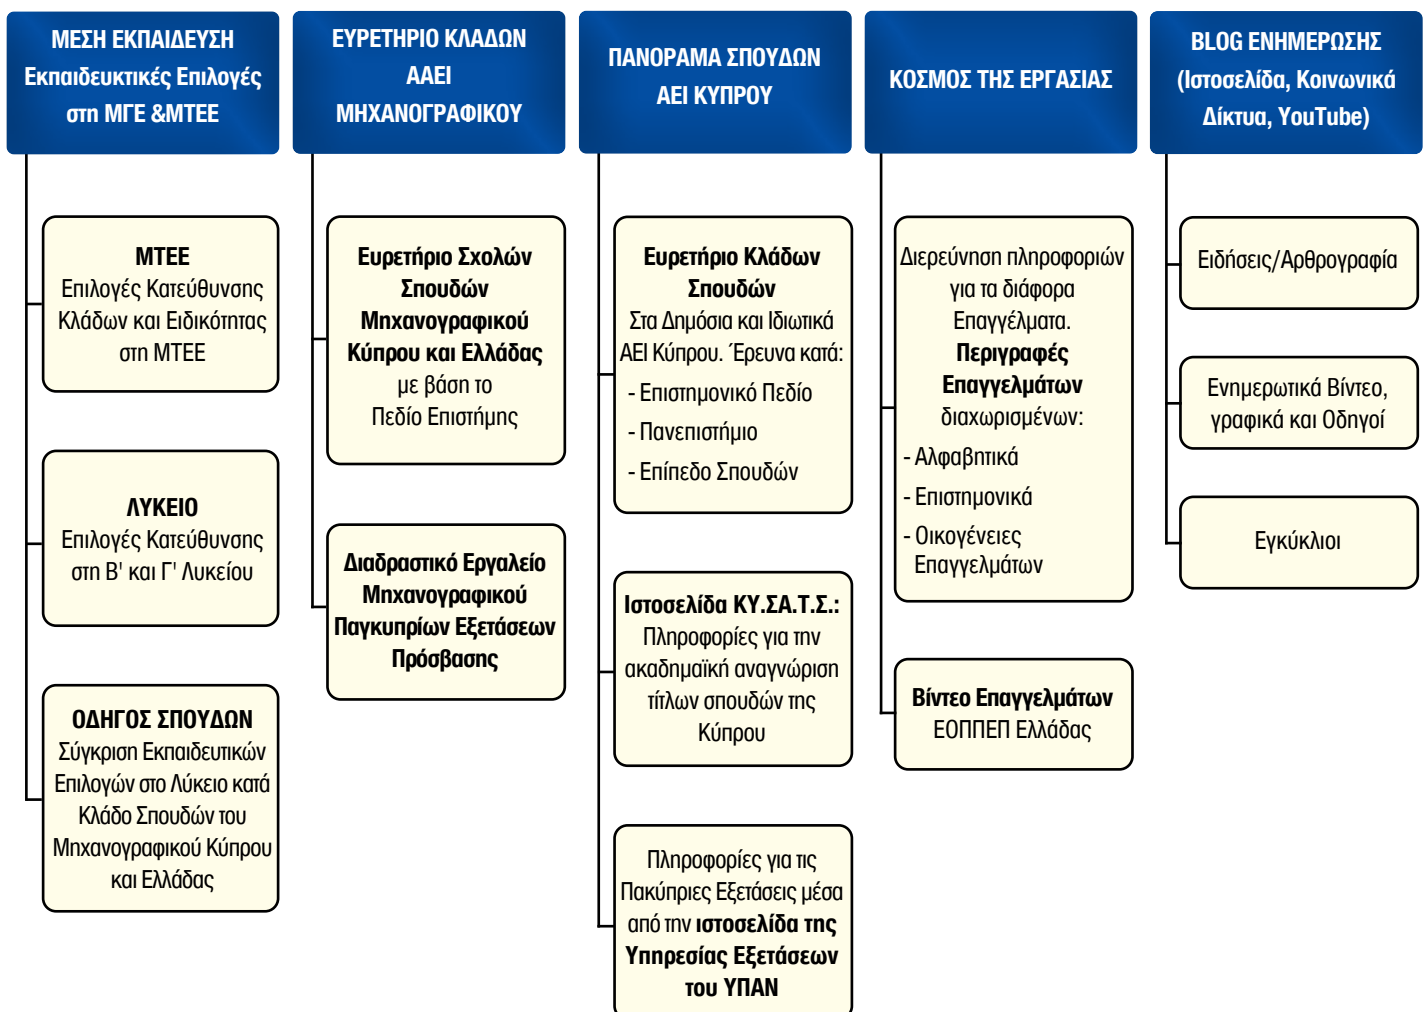 ΜΕΣΗ ΕΚΠΑΙΔΕΥΣΗ
Εκπαιδευκτικές Επιλογές
στη ΜΓΕ &ΜΤΕΕ
ΜΤΕΕ
Επιλογές Κατεύθυνσης
Κλάδων και Ειδικότητας
στη ΜΤΕΕ
ΛΥΚΕΙΟ
Επιλογές Κατεύθυνσης
στη Β' και Γ' Λυκείου
ΟΔΗΓΟΣ ΣΠΟΥΔΩΝ
Σύγκριση Εκπαιδευτικών
Επιλογών στο Λύκειο κατά
Κλάδο Σπουδών του
Μηχανογραφικού Κύπρου
και Ελλάδας
ΕΥΡΕΤΗΡΙΟ ΚΛΑΔΩΝ
ΑΑΕΙ
ΜΗΧΑΝΟΓΡΑΦΙΚΟΥ
Ευρετήριο Σχολών
Σπουδών
Μηχανογραφικού
Κύπρου και Ελλάδας
με βάση το
Πεδίο Επιστήμης
Διαδραστικό Εργαλείο
Μηχανογραφικού
Παγκυπρίων Εξετάσεων
Πρόσβασης
ΠΑΝΟΡΑΜΑ ΣΠΟΥΔΩΝ
ΑΕΙ ΚΥΠΡΟΥ
Ευρετήριο Κλάδων
Σπουδών
Στα Δημόσια και Ιδιωτικά
ΑΕΙ Κύπρου. Έρευνα κατά:
- Επιστημονικό Πεδίο
- Πανεπιστήμιο
- Επίπεδο Σπουδών
Ιστοσελίδα ΚΥ.ΣΑ.Τ.Σ.:
Πληροφορίες για την
ακαδημαϊκή αναγνώριση
τίτλων σπουδών της
Κύπρου
Πληροφορίες για τις
Πακύπριες Εξετάσεις μέσα
από την ιστοσελίδα της
Υπηρεσίας Εξετάσεων
του ΥΠΑΝ
ΚΟΣΜΟΣ ΤΗΣ ΕΡΓΑΣΙΑΣ
Διερεύνηση πληροφοριών
για τα διάφορα
Επαγγέλματα.
Περιγραφές
Επαγγελμάτων
διαχωρισμένων:
- Αλφαβητικά
- Επιστημονικά
- Οικογένειες
Επαγγελμάτων
Βίντεο Επαγγελμάτων
ΕΟΠΠΕΠ Ελλάδας
BLOG ΕΝΗΜΕΡΩΣΗΣ
(Ιστοσελίδα, Κοινωνικά
Δίκτυα, YouTube)
Ειδήσεις/Αρθρογραφία
Ενημερωτικά Βίντεο,
γραφικά και Οδηγοί
Εγκύκλιοι